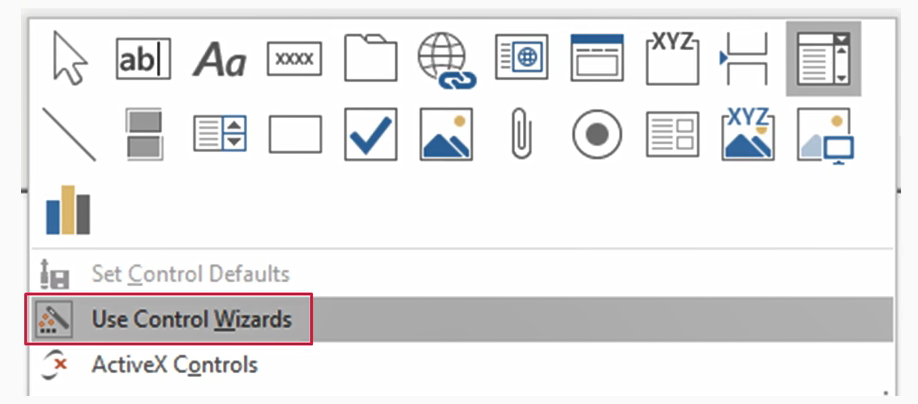 ab Aa XXXX XYZ
XYZ
Set Control Defaults
Use Control Wizards
ActiveX Controls